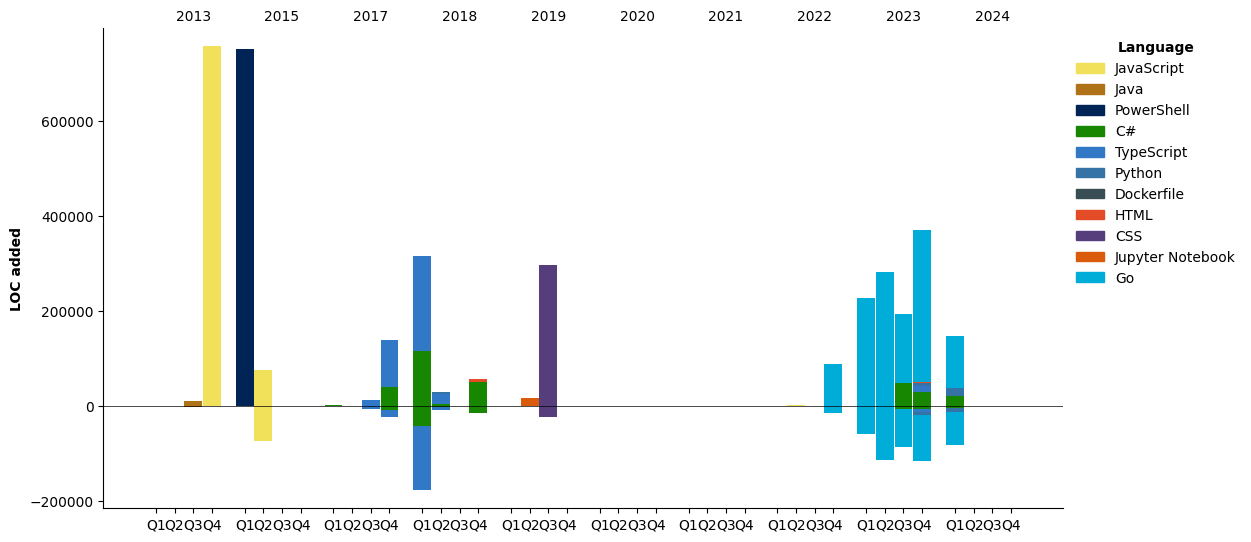 2013 2015 2017 2018 2019 2020 2021 2022 2023 2024
LOC added
600000
400000
200000
0
−200000
Q1Q2Q3Q4 Q1Q2Q3Q4 Q1Q2Q3Q4 Q1Q2Q3Q4 Q1Q2Q3Q4 Q1Q2Q3Q4 Q1Q2Q3Q4 Q1Q2Q3Q4 Q1Q2Q3Q4 Q1Q2Q3Q4
Language
JavaScript
Java
PowerShell
C#
TypeScript
Python
Dockerfile
HTML
CSS
Jupyter Notebook
Go